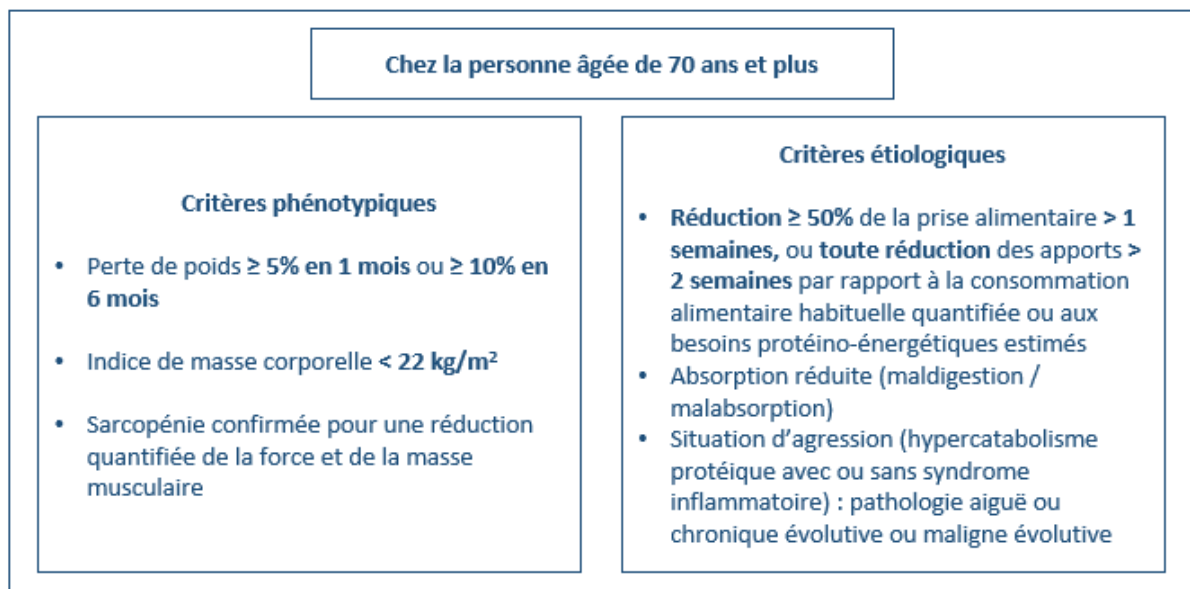 Chez la personne âgée de 70 ans et plus
Critères phénotypiques
• Perte de poids ≥ 5% en 1 mois ou ≥ 10% en
6 mois
• Indice de masse corporelle < 22 kg/m²
• Sarcopénie confirmée pour une réduction
quantifiée de la force et de la masse
musculaire
Critères étiologiques
• Réduction ≥ 50% de la prise alimentaire > 1
semaines, ou toute réduction des apports >
2 semaines par rapport à la consommation
alimentaire habituelle quantifiée ou aux
besoins protéino-énergétiques estimés
• Absorption réduite (maldigestion /
malabsorption)
• Situation d’agression (hypercatabolisme
protéique avec ou sans syndrome
inflammatoire) : pathologie aiguë ou
chronique évolutive ou maligne évolutive